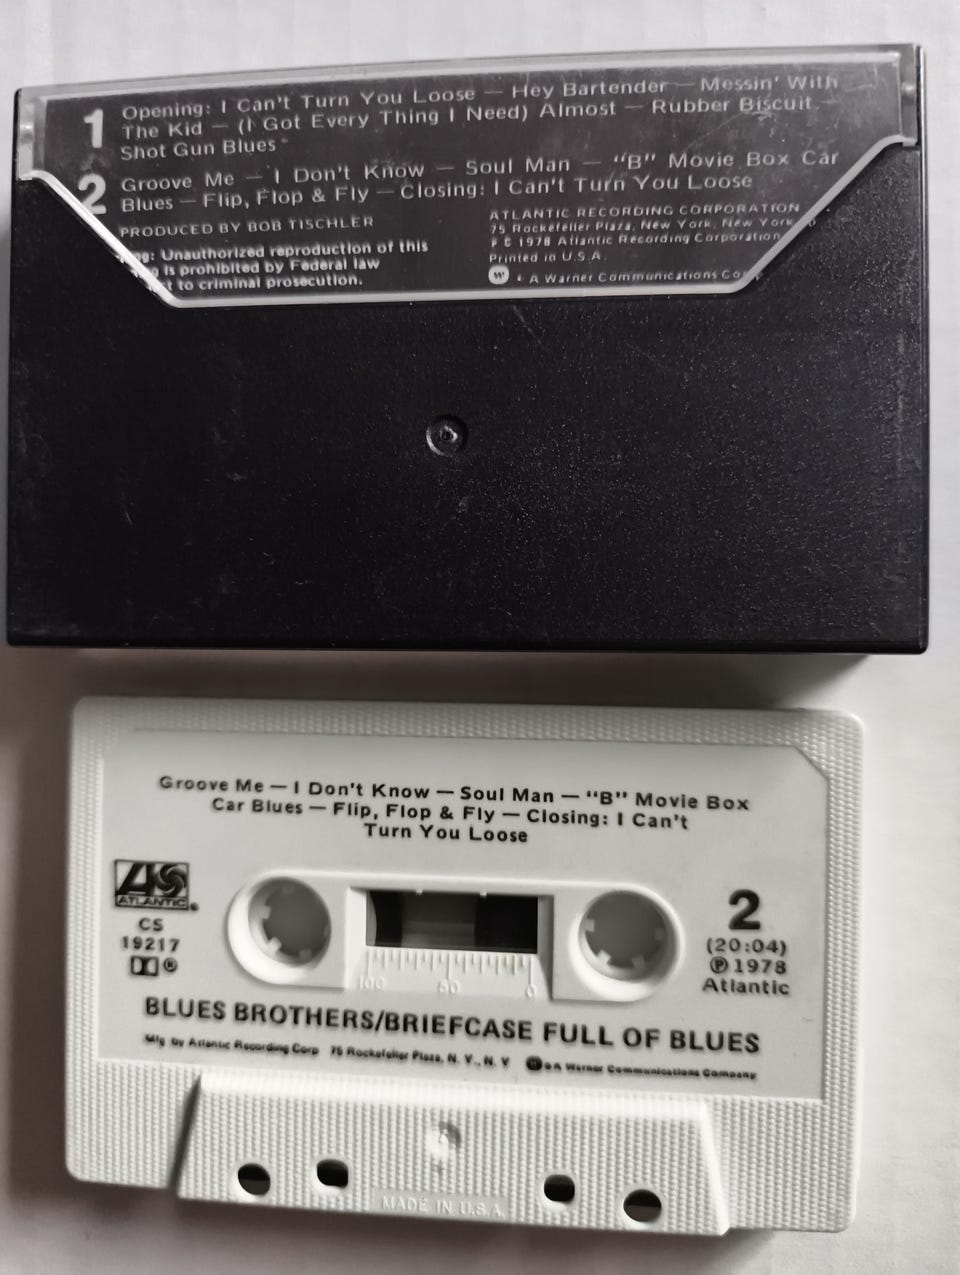 1 Opening: I Can't Turn You Loose — Hey Bartender — Messin' With
The Kid — (I Got Every Thing I Need) Almost — Rubber Biscuit
Shot Gun Blues
2 Groove Me — I Don't Know — Soul Man — "B" Movie Box Car
Blues — Flip, Flop & Fly — Closing: I Can't Turn You Loose
PRODUCED BY BOB TISCHLER
: Unauthorized reproduction of this
is prohibited by Federal law
to criminal prosecution.
ATLANTIC RECORDING CORPORATION
75 Rockefeller Plaza, New York, New York
℗ © 1978 Atlantic Recording Corporation
Printed in U.S.A.
A Warner Communications
Groove Me — I Don't Know — Soul Man — "B" Movie Box
Car Blues — Flip, Flop & Fly — Closing: I Can't
Turn You Loose
ATLANTIC
CS
19217
®
2
(20:04)
℗ 1978
Atlantic
100 50 0
BLUES BROTHERS/BRIEFCASE FULL OF BLUES
Mfg by Atlantic Recording Corp 75 Rockefeller Plaza, N. Y., N. Y A Warner Communications Company
MADE IN U.S.A.